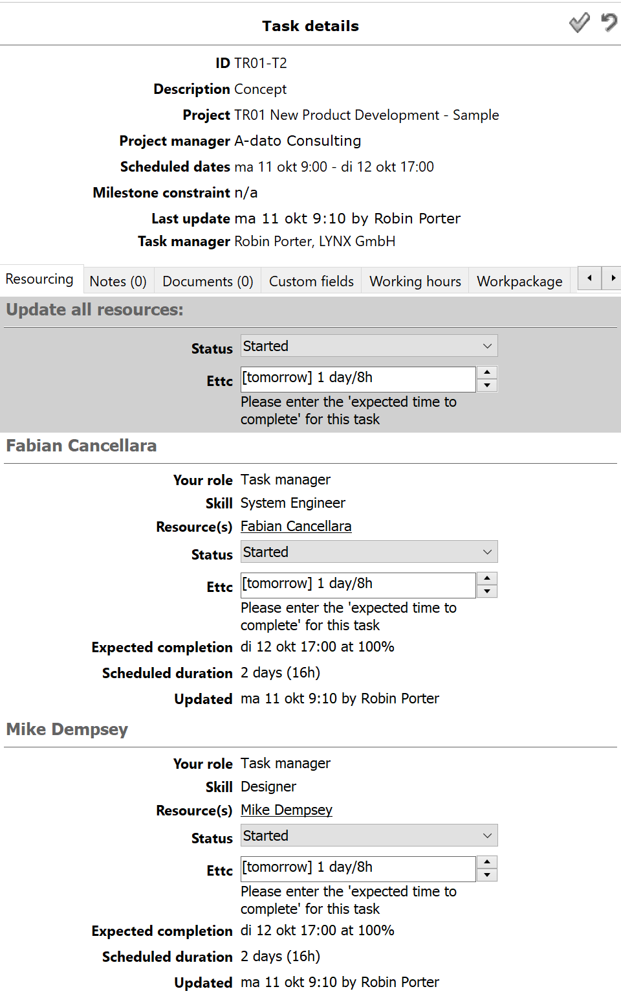 Task details
ID TR01-T2
Description Concept
Project TR01 New Product Development - Sample
Project manager A-dato Consulting
Scheduled dates ma 11 okt 9:00 - di 12 okt 17:00
Milestone constraint n/a
Last update ma 11 okt 9:10 by Robin Porter
Task manager Robin Porter, LYNX GmbH
Resourcing Notes (0) Documents (0) Custom fields Working hours Workpackage
Update all resources:
Status Started
Ettc [tomorrow] 1 day/8h
Please enter the 'expected time to
complete' for this task
Fabian Cancellara
Your role Task manager
Skill System Engineer
Resource(s) Fabian Cancellara
Status Started
Ettc [tomorrow] 1 day/8h
Please enter the 'expected time to
complete' for this task
Expected completion di 12 okt 17:00 at 100%
Scheduled duration 2 days (16h)
Updated ma 11 okt 9:10 by Robin Porter
Mike Dempsey
Your role Task manager
Skill Designer
Resource(s) Mike Dempsey
Status Started
Ettc [tomorrow] 1 day/8h
Please enter the 'expected time to
complete' for this task
Expected completion di 12 okt 17:00 at 100%
Scheduled duration 2 days (16h)
Updated ma 11 okt 9:10 by Robin Porter